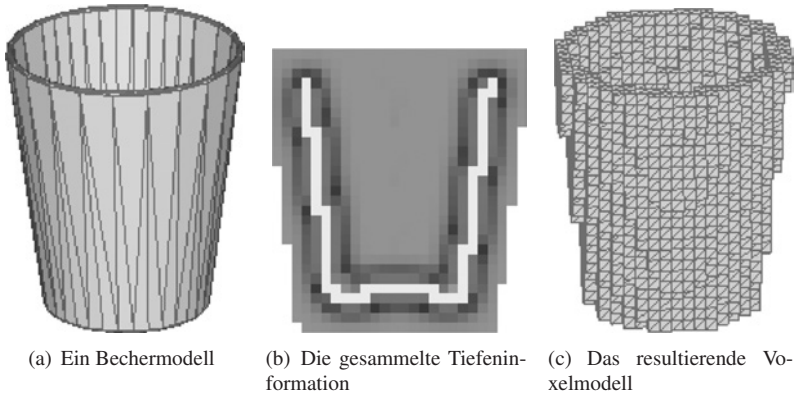 (a) Ein Bechermodell
(b) Die gesammelte Tiefenin-
formation
(c) Das resultierende Vo-
xelmodell